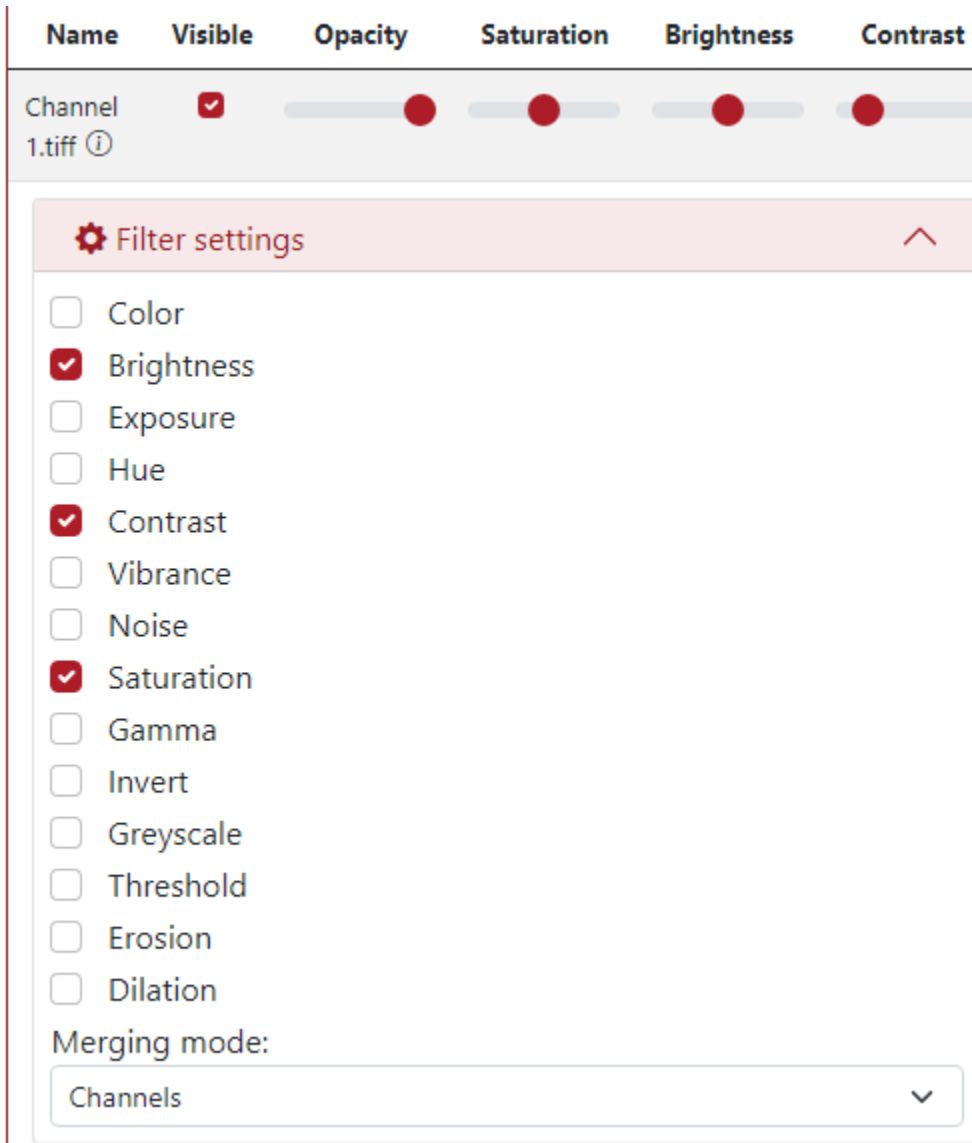 Name Visible Opacity Saturation Brightness Contrast
Channel
1.tiff
Filter settings
Color
Brightness
Exposure
Hue
Contrast
Vibrance
Noise
Saturation
Gamma
Invert
Greyscale
Threshold
Erosion
Dilation
Merging mode:
Channels